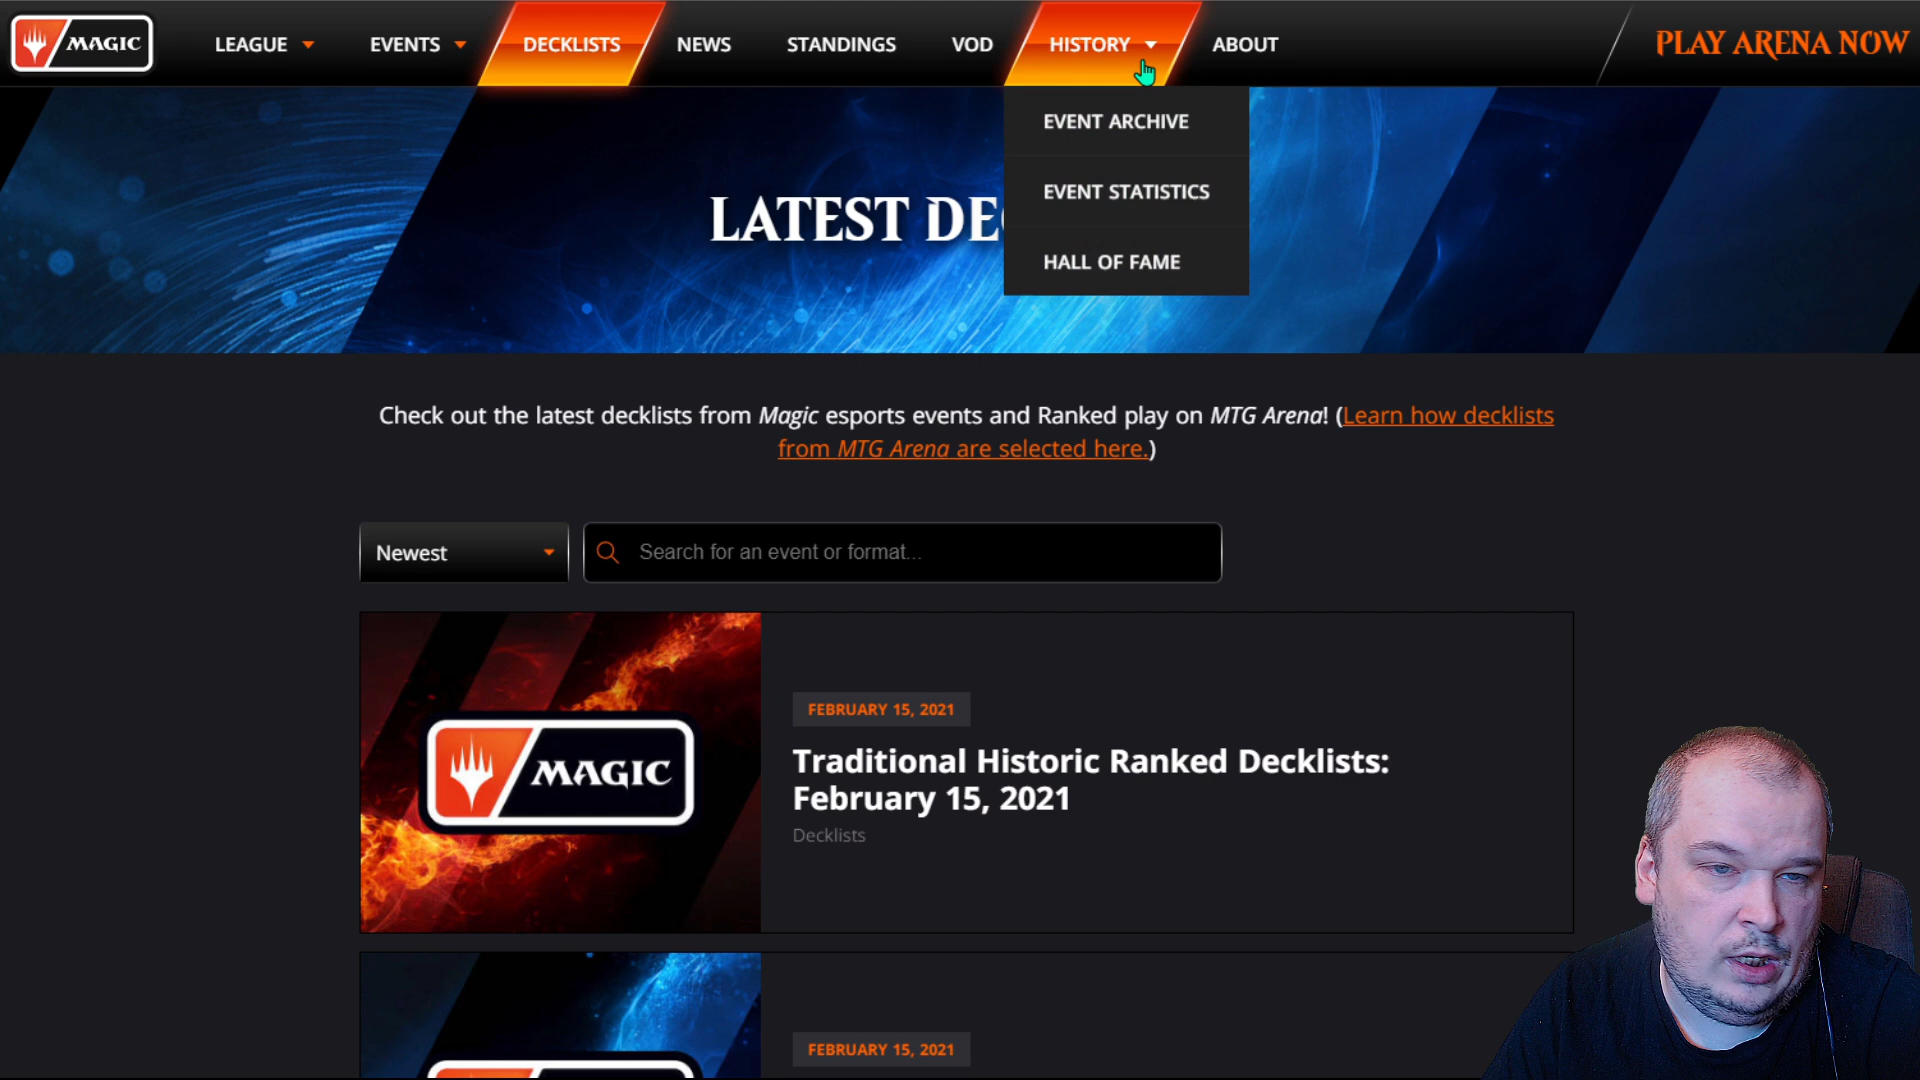 MAGIC
LEAGUE
EVENTS
DECKLISTS
NEWS
STANDINGS
VOD
HISTORY
ABOUT
PLAY ARENA NOW
EVENT ARCHIVE
EVENT STATISTICS
HALL OF FAME
LATEST DEC
Check out the latest decklists from Magic esports events and Ranked play on MTG Arena! (Learn how decklists
from MTG Arena are selected here.)
Newest
Search for an event or format...
MAGIC
FEBRUARY 15, 2021
Traditional Historic Ranked Decklists:
February 15, 2021
Decklists
FEBRUARY 15, 2021